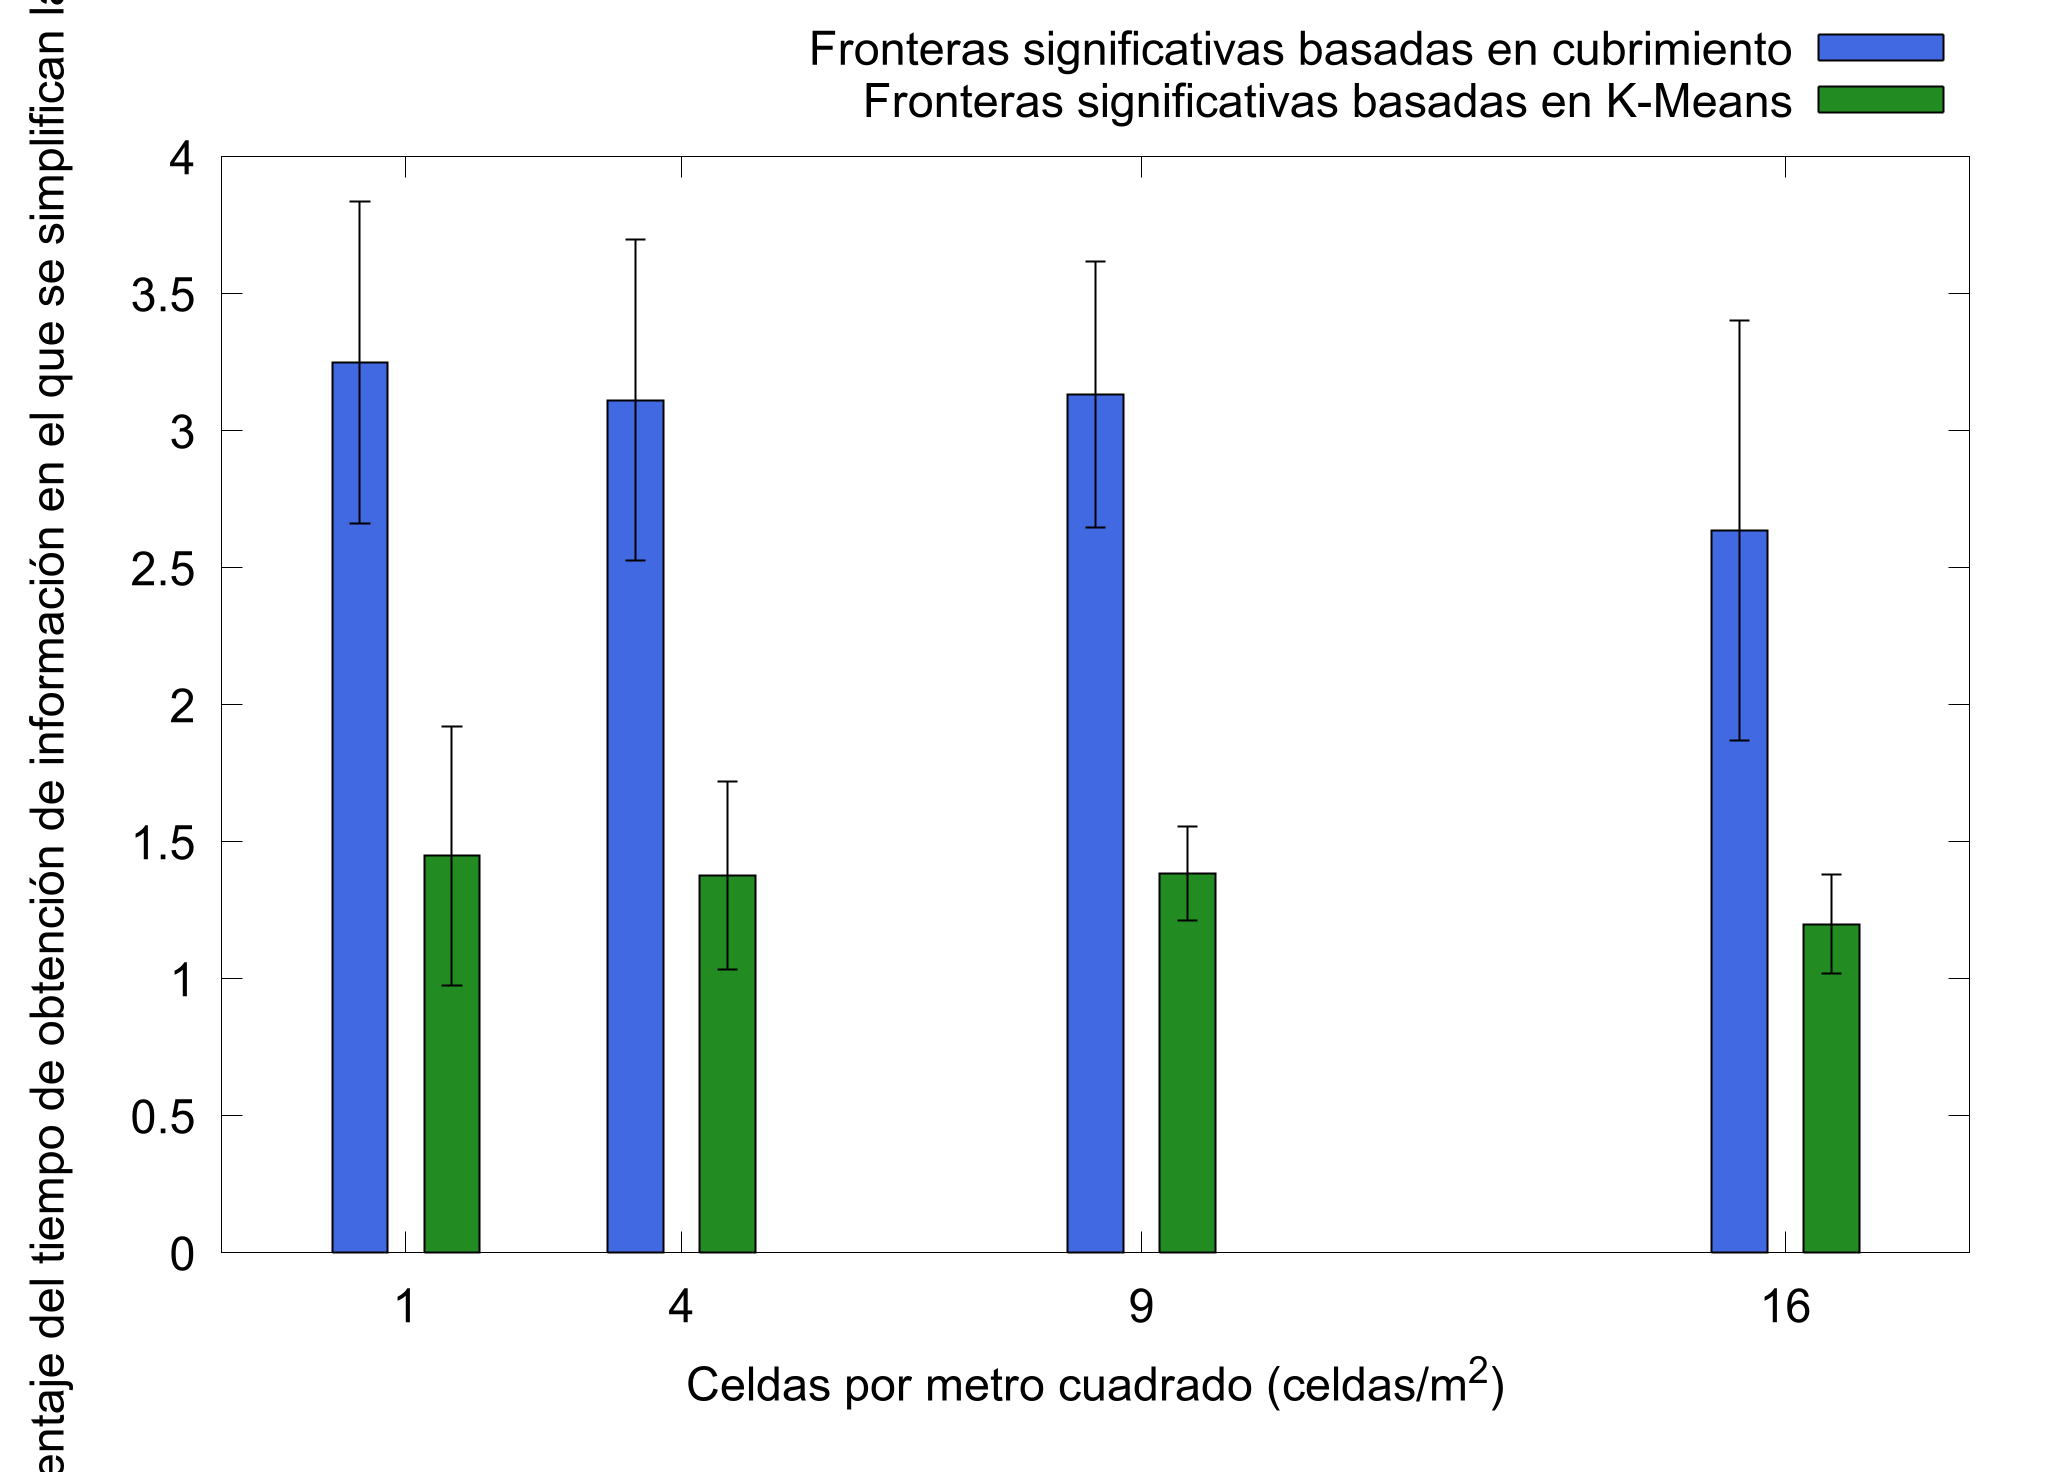 Fronteras significativas basadas en cubrimiento
Fronteras significativas basadas en K-Means
del tiempo de obtención de información en el que se simplifican
4
3.5
3
2.5
2
1.5
1
0.5
0
1 4 9 16
Celdas por metro cuadrado (celdas/m²)